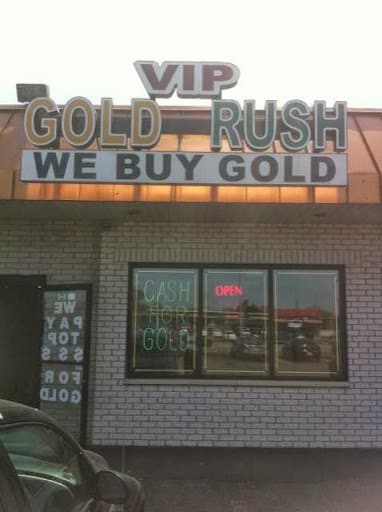 VIP
GOLD RUSH
WE BUY GOLD
CASH
FOR
GOLD
OPEN
WE
PAY
TOP
$$$
FOR
GOLD